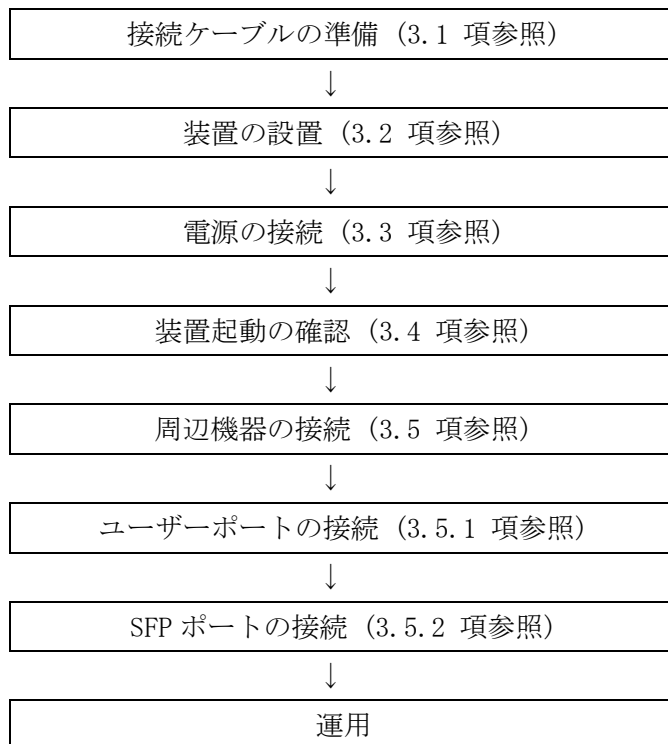 接続ケーブルの準備 (3.1 項参照)
↓
装置の設置 (3.2 項参照)
↓
電源の接続 (3.3 項参照)
↓
装置起動の確認 (3.4 項参照)
↓
周辺機器の接続 (3.5 項参照)
↓
ユーザーポートの接続 (3.5.1 項参照)
↓
SFP ポートの接続 (3.5.2 項参照)
↓
運用